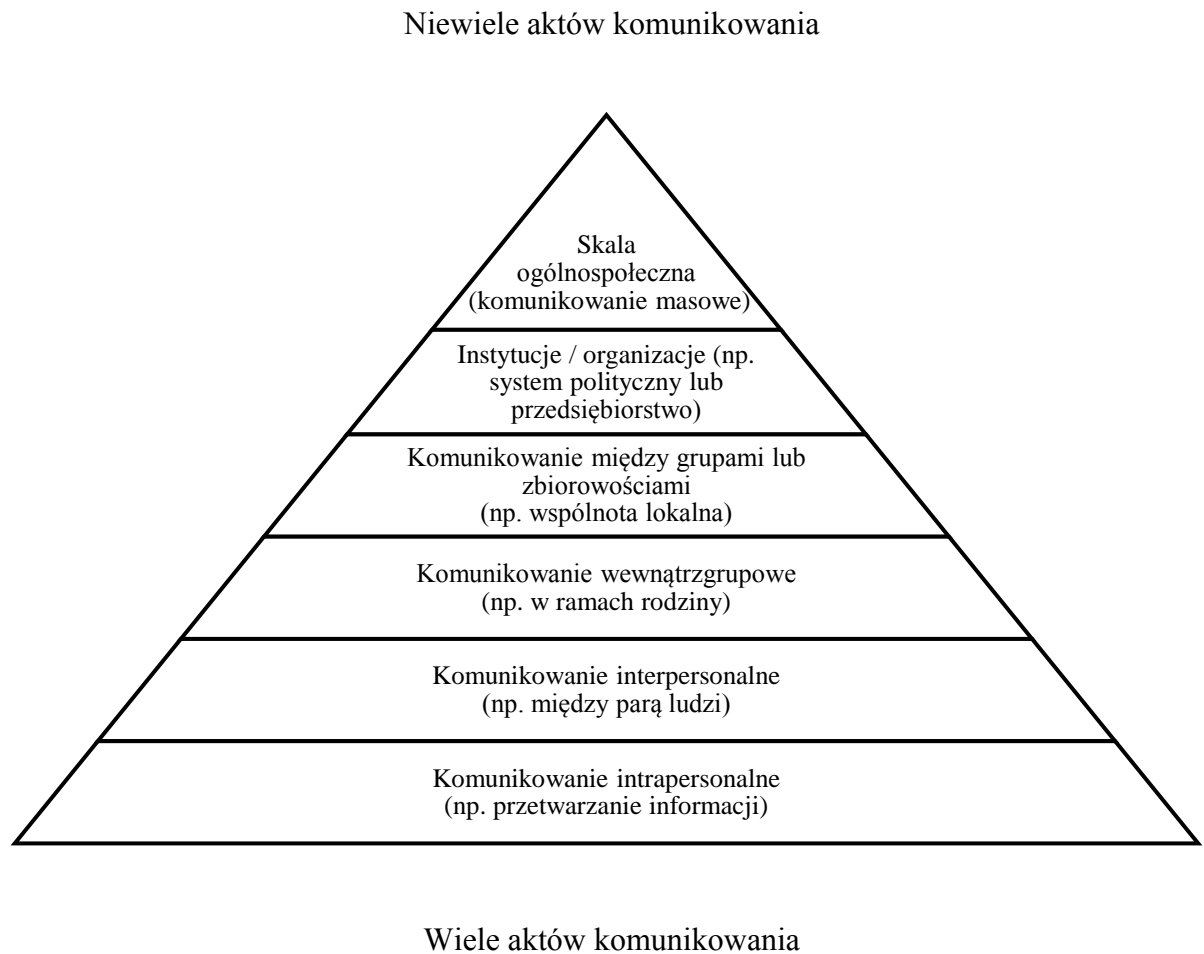 Niewiele aktów komunikowania
Skala
ogólnospołeczna
(komunikowanie masowe)
Instytucje / organizacje (np.
system polityczny lub
przedsiębiorstwo)
Komunikowanie między grupami lub
zbiorowościami
(np. wspólnota lokalna)
Komunikowanie wewnątrzgrupowe
(np. w ramach rodziny)
Komunikowanie interpersonalne
(np. między parą ludzi)
Komunikowanie intrapersonalne
(np. przetwarzanie informacji)
Wiele aktów komunikowania